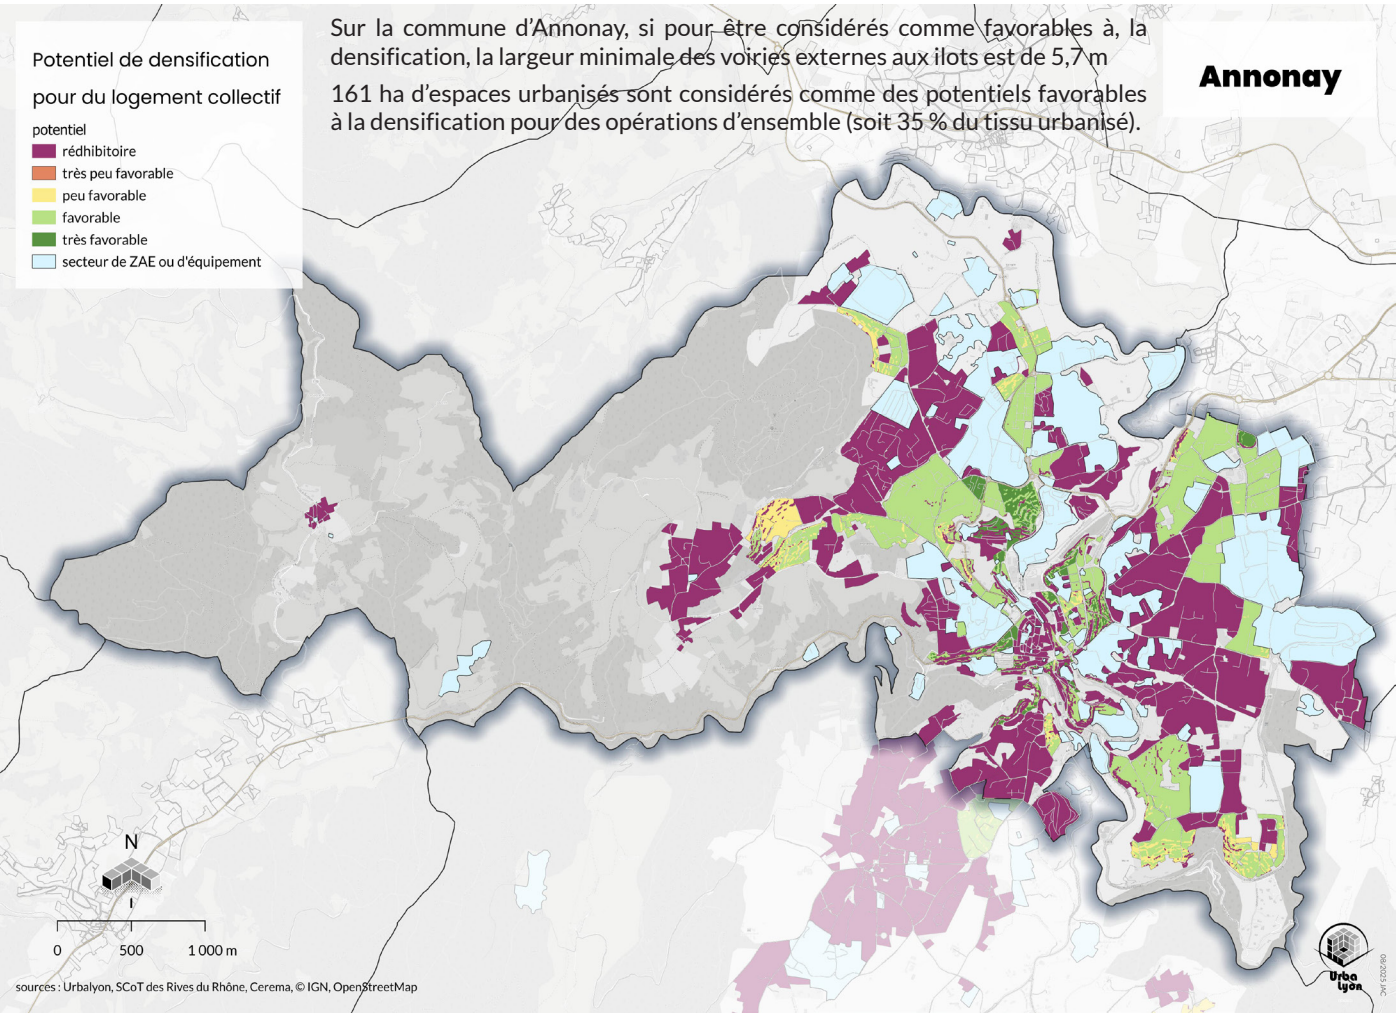 Sur la commune d'Annonay, si pour être considérés comme favorables à, la
densification, la largeur minimale des voiries externes aux ilots est de 5,7 m
161 ha d'espaces urbanisés sont considérés comme des potentiels favorables
à la densification pour des opérations d'ensemble (soit 35 % du tissu urbanisé).
Annonay
Potentiel de densification
pour du logement collectif
potentiel
rédhibitoire
très peu favorable
peu favorable
favorable
très favorable
secteur de ZAE ou d'équipement
N
0 500 1 000 m
sources : Urbalyon, SCoT des Rives du Rhône, Cerema, © IGN, OpenStreetMap
Urba
Lyon
08/2025 JAC